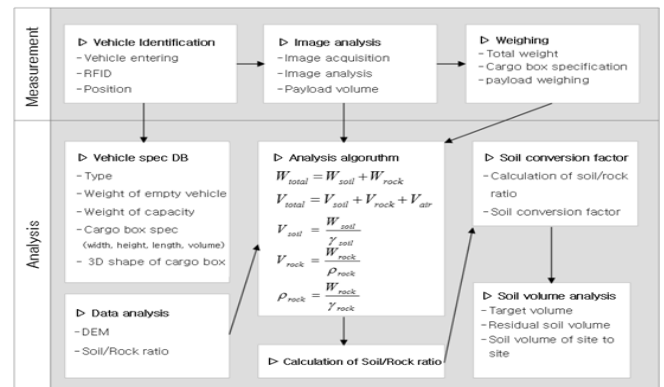 Measurement
▷ Vehicle Identification
-Vehicle entering
-RFID
-Position
▷ Image analysis
-Image acquisition
-Image analysis
-Payload volume
▷ Weighing
-Total weight
-Cargo box specification
-payload weighing
Analysis
▷ Vehicle spec DB
-Type
-Weight of empty vehicle
-Weight of capacity
-Cargo box spec
(width, height, length, volume)
- 3D shape of cargo box
▷ Data analysis
-DEM
-Soil/Rock ratio
▷ Analysis algoruthm
W_total = W_soil + W_rock
V_total = V_soil + V_rock + V_air
V_soil = W_soil / γ_soil
V_rock = W_rock / ρ_rock
ρ_rock = W_rock / γ_rock
▷ Calculation of Soil/Rock ratio
▷ Soil conversion factor
-Calculation of soil/rock
ratio
-Soil conversion factor
▷ Soil volume analysis
-Target volume
-Residual soil volume
-Soil volume of site to
site